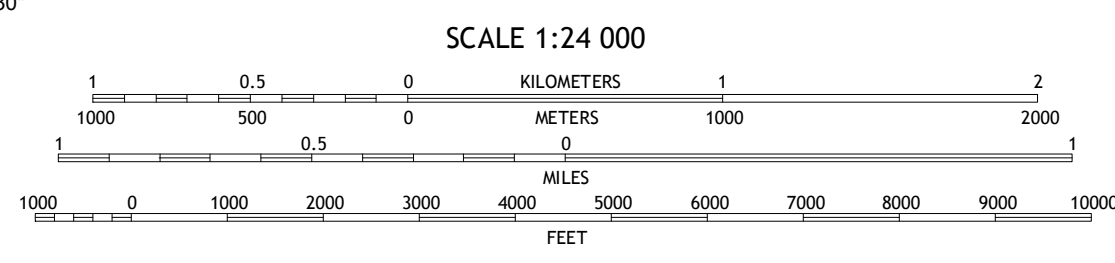 30'
SCALE 1:24 000
1 0.5 0 KILOMETERS 1 2
1000 500 0 METERS 1000 2000
1 0.5 0 1
MILES
1000 0 1000 2000 3000 4000 5000 6000 7000 8000 9000 10000
FEET